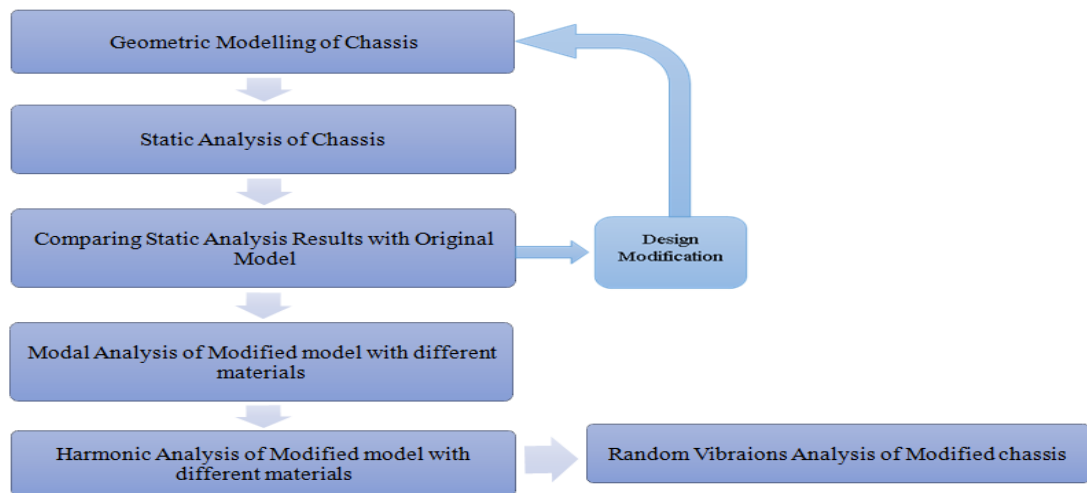 Geometric Modelling of Chassis
Static Analysis of Chassis
Comparing Static Analysis Results with Original
Model
Design
Modification
Modal Analysis of Modified model with different
materials
Harmonic Analysis of Modified model with
different materials
Random Vibraions Analysis of Modified chassis